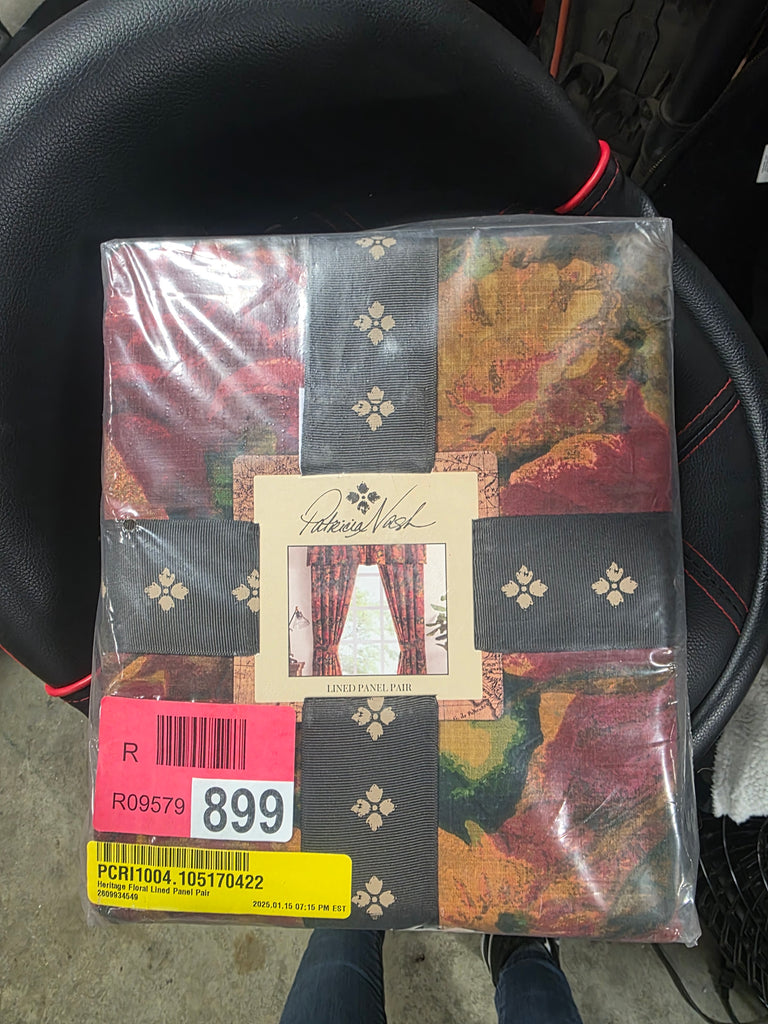 Patricia Nash
LINED PANEL PAIR
R
R09579
899
PCRI1004.105170422
Heritage Floral Lined Panel Pair
2609934549
2025.01.15 07:15 PM EST